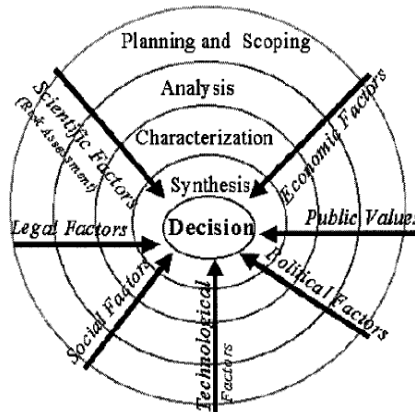 Planning and Scoping
Analysis
Characterization
Synthesis
Decision
Scientific Factors
(Risk Assessment)
Economic Factors
Legal Factors
Public Values
Social Factors
Political Factors
Technological
Factors